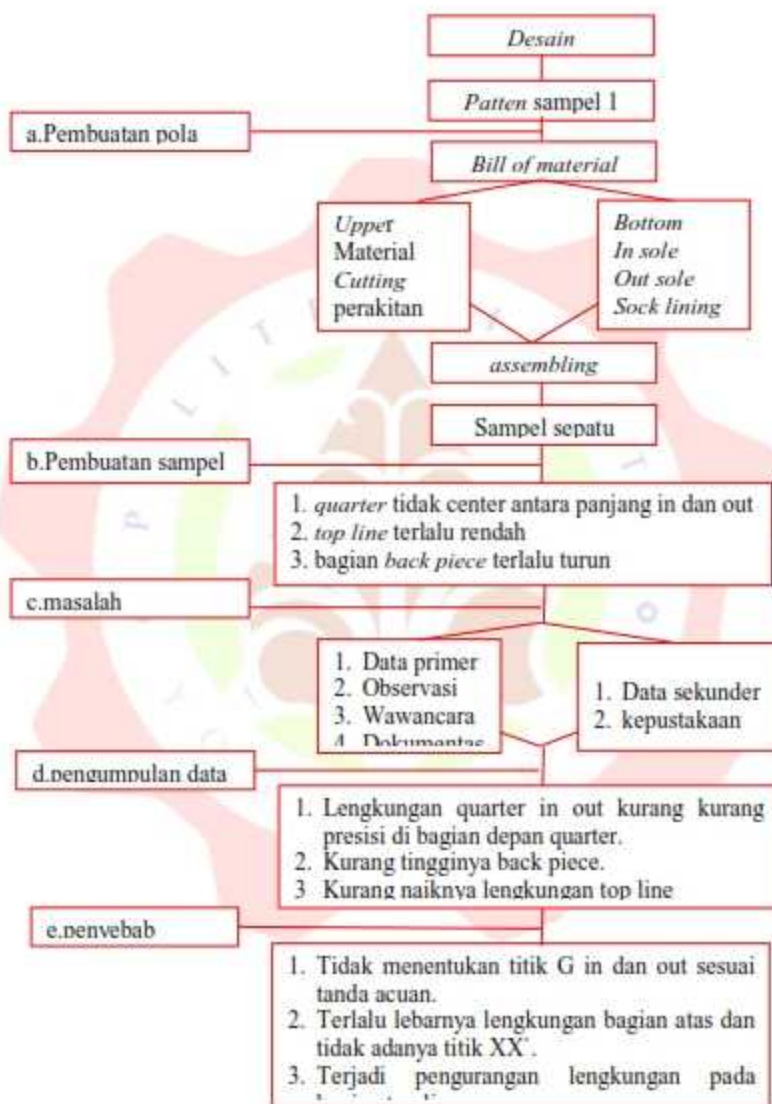 Desain
Patten sampel 1
a.Pembuatan pola
Bill of material
Upper
Material
Cutting
perakitan
Bottom
In sole
Out sole
Sock lining
assembling
Sampel sepatu
b.Pembuatan sampel
1. quarter tidak center antara panjang in dan out
2. top line terlalu rendah
3. bagian back piece terlalu turun
c.masalah
1. Data primer
2. Observasi
3. Wawancara
4. Dokumentas
1. Data sekunder
2. kepustakaan
d.pengumpulan data
1. Lengkungan quarter in out kurang kurang
presisi di bagian depan quarter.
2. Kurang tingginya back piece.
3 Kurang naiknya lengkungan top line
e.penyebab
1. Tidak menentukan titik G in dan out sesuai
tanda acuan.
2. Terlalu lebarnya lengkungan bagian atas dan
tidak adanya titik XX`.
3. Terjadi pengurangan lengkungan pada